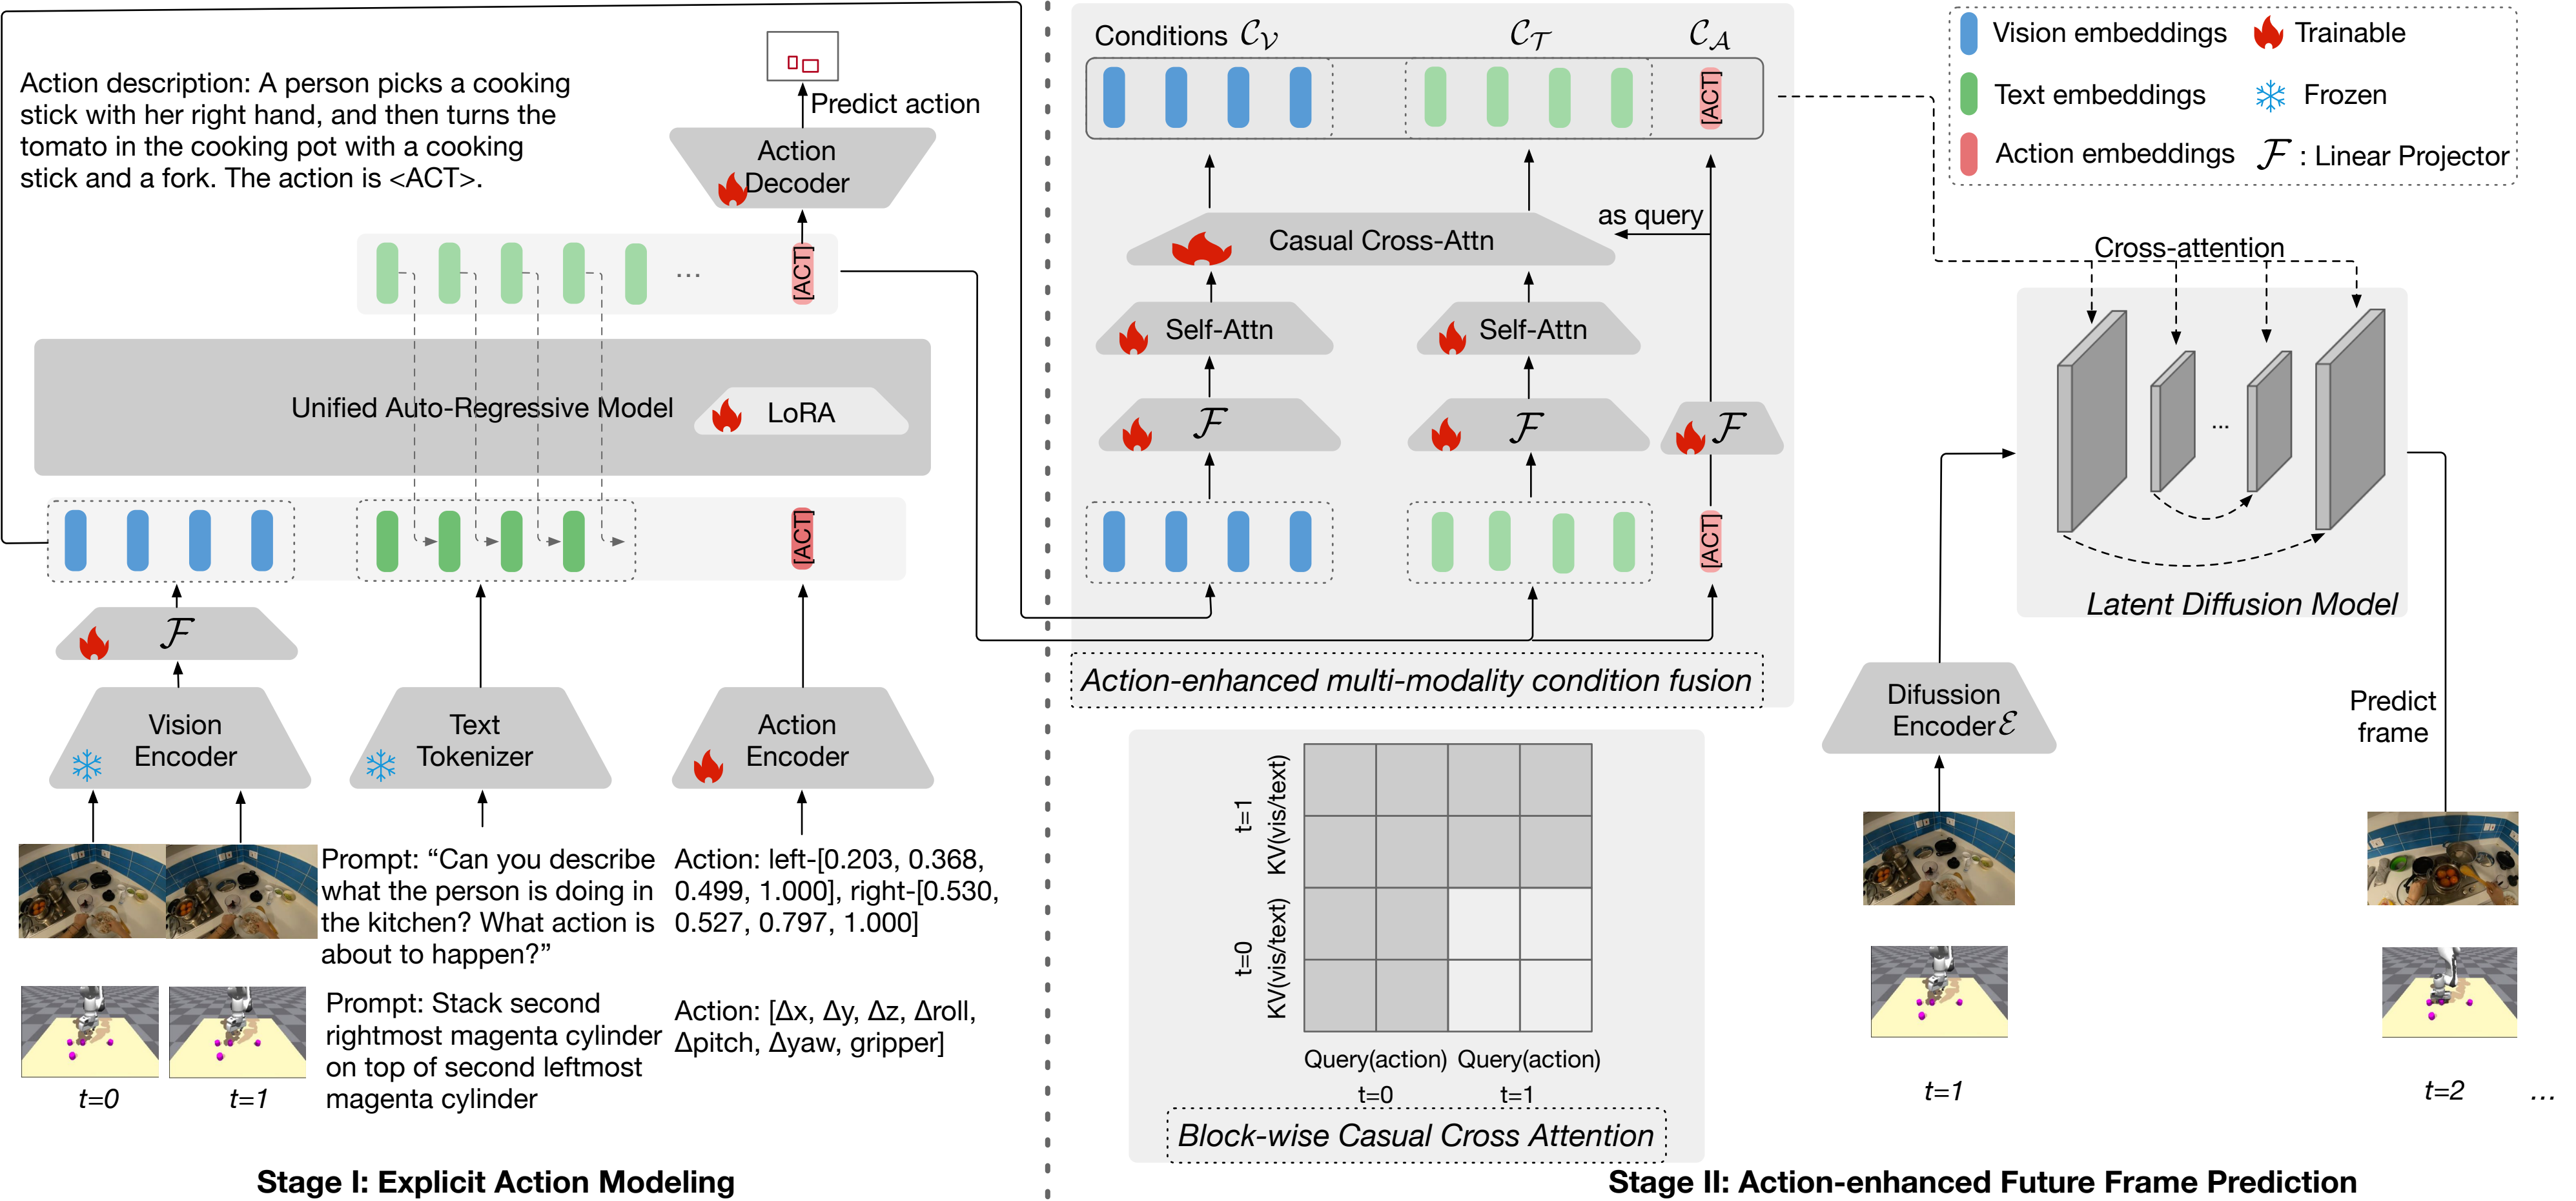 Action description: A person picks a cooking
stick with her right hand, and then turns the
tomato in the cooking pot with a cooking
stick and a fork. The action is <ACT>.
Predict action
Action
Decoder
...
[ACT]
Unified Auto-Regressive Model
LoRA
[ACT]
ℱ
Vision
Encoder
Text
Tokenizer
Action
Encoder
Prompt: “Can you describe
what the person is doing in
the kitchen? What action is
about to happen?”
Action: left-[0.203, 0.368,
0.499, 1.000], right-[0.530,
0.527, 0.797, 1.000]
Prompt: Stack second
rightmost magenta cylinder
on top of second leftmost
magenta cylinder
Action: [Δx, Δy, Δz, Δroll,
Δpitch, Δyaw, gripper]
t=0
t=1
Stage I: Explicit Action Modeling
Conditions 𝒞𝒱
𝒞𝒯
𝒞𝒜
[ACT]
as query
Casual Cross-Attn
Self-Attn
Self-Attn
ℱ
ℱ
ℱ
[ACT]
Action-enhanced multi-modality condition fusion
t=1
KV(vis/text)
t=0
KV(vis/text)
Query(action)
Query(action)
t=0
t=1
Block-wise Casual Cross Attention
Vision embeddings
Trainable
Text embeddings
Frozen
Action embeddings
ℱ : Linear Projector
Cross-attention
...
Latent Diffusion Model
Difussion
Encoder ℰ
Predict
frame
t=1
t=2
...
Stage II: Action-enhanced Future Frame Prediction